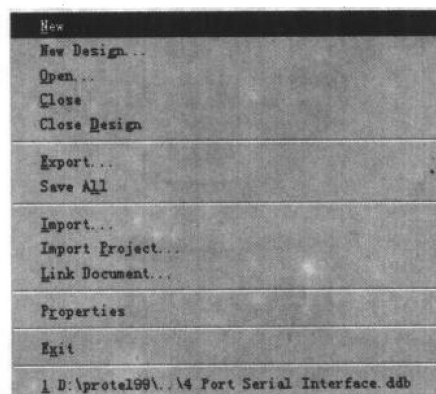 New
New Design...
Open...
Close
Close Design
Export...
Save All
Import...
Import Project...
Link Document...
Properties
Exit
1 D:\protel99\..\4 Port Serial Interface.ddb